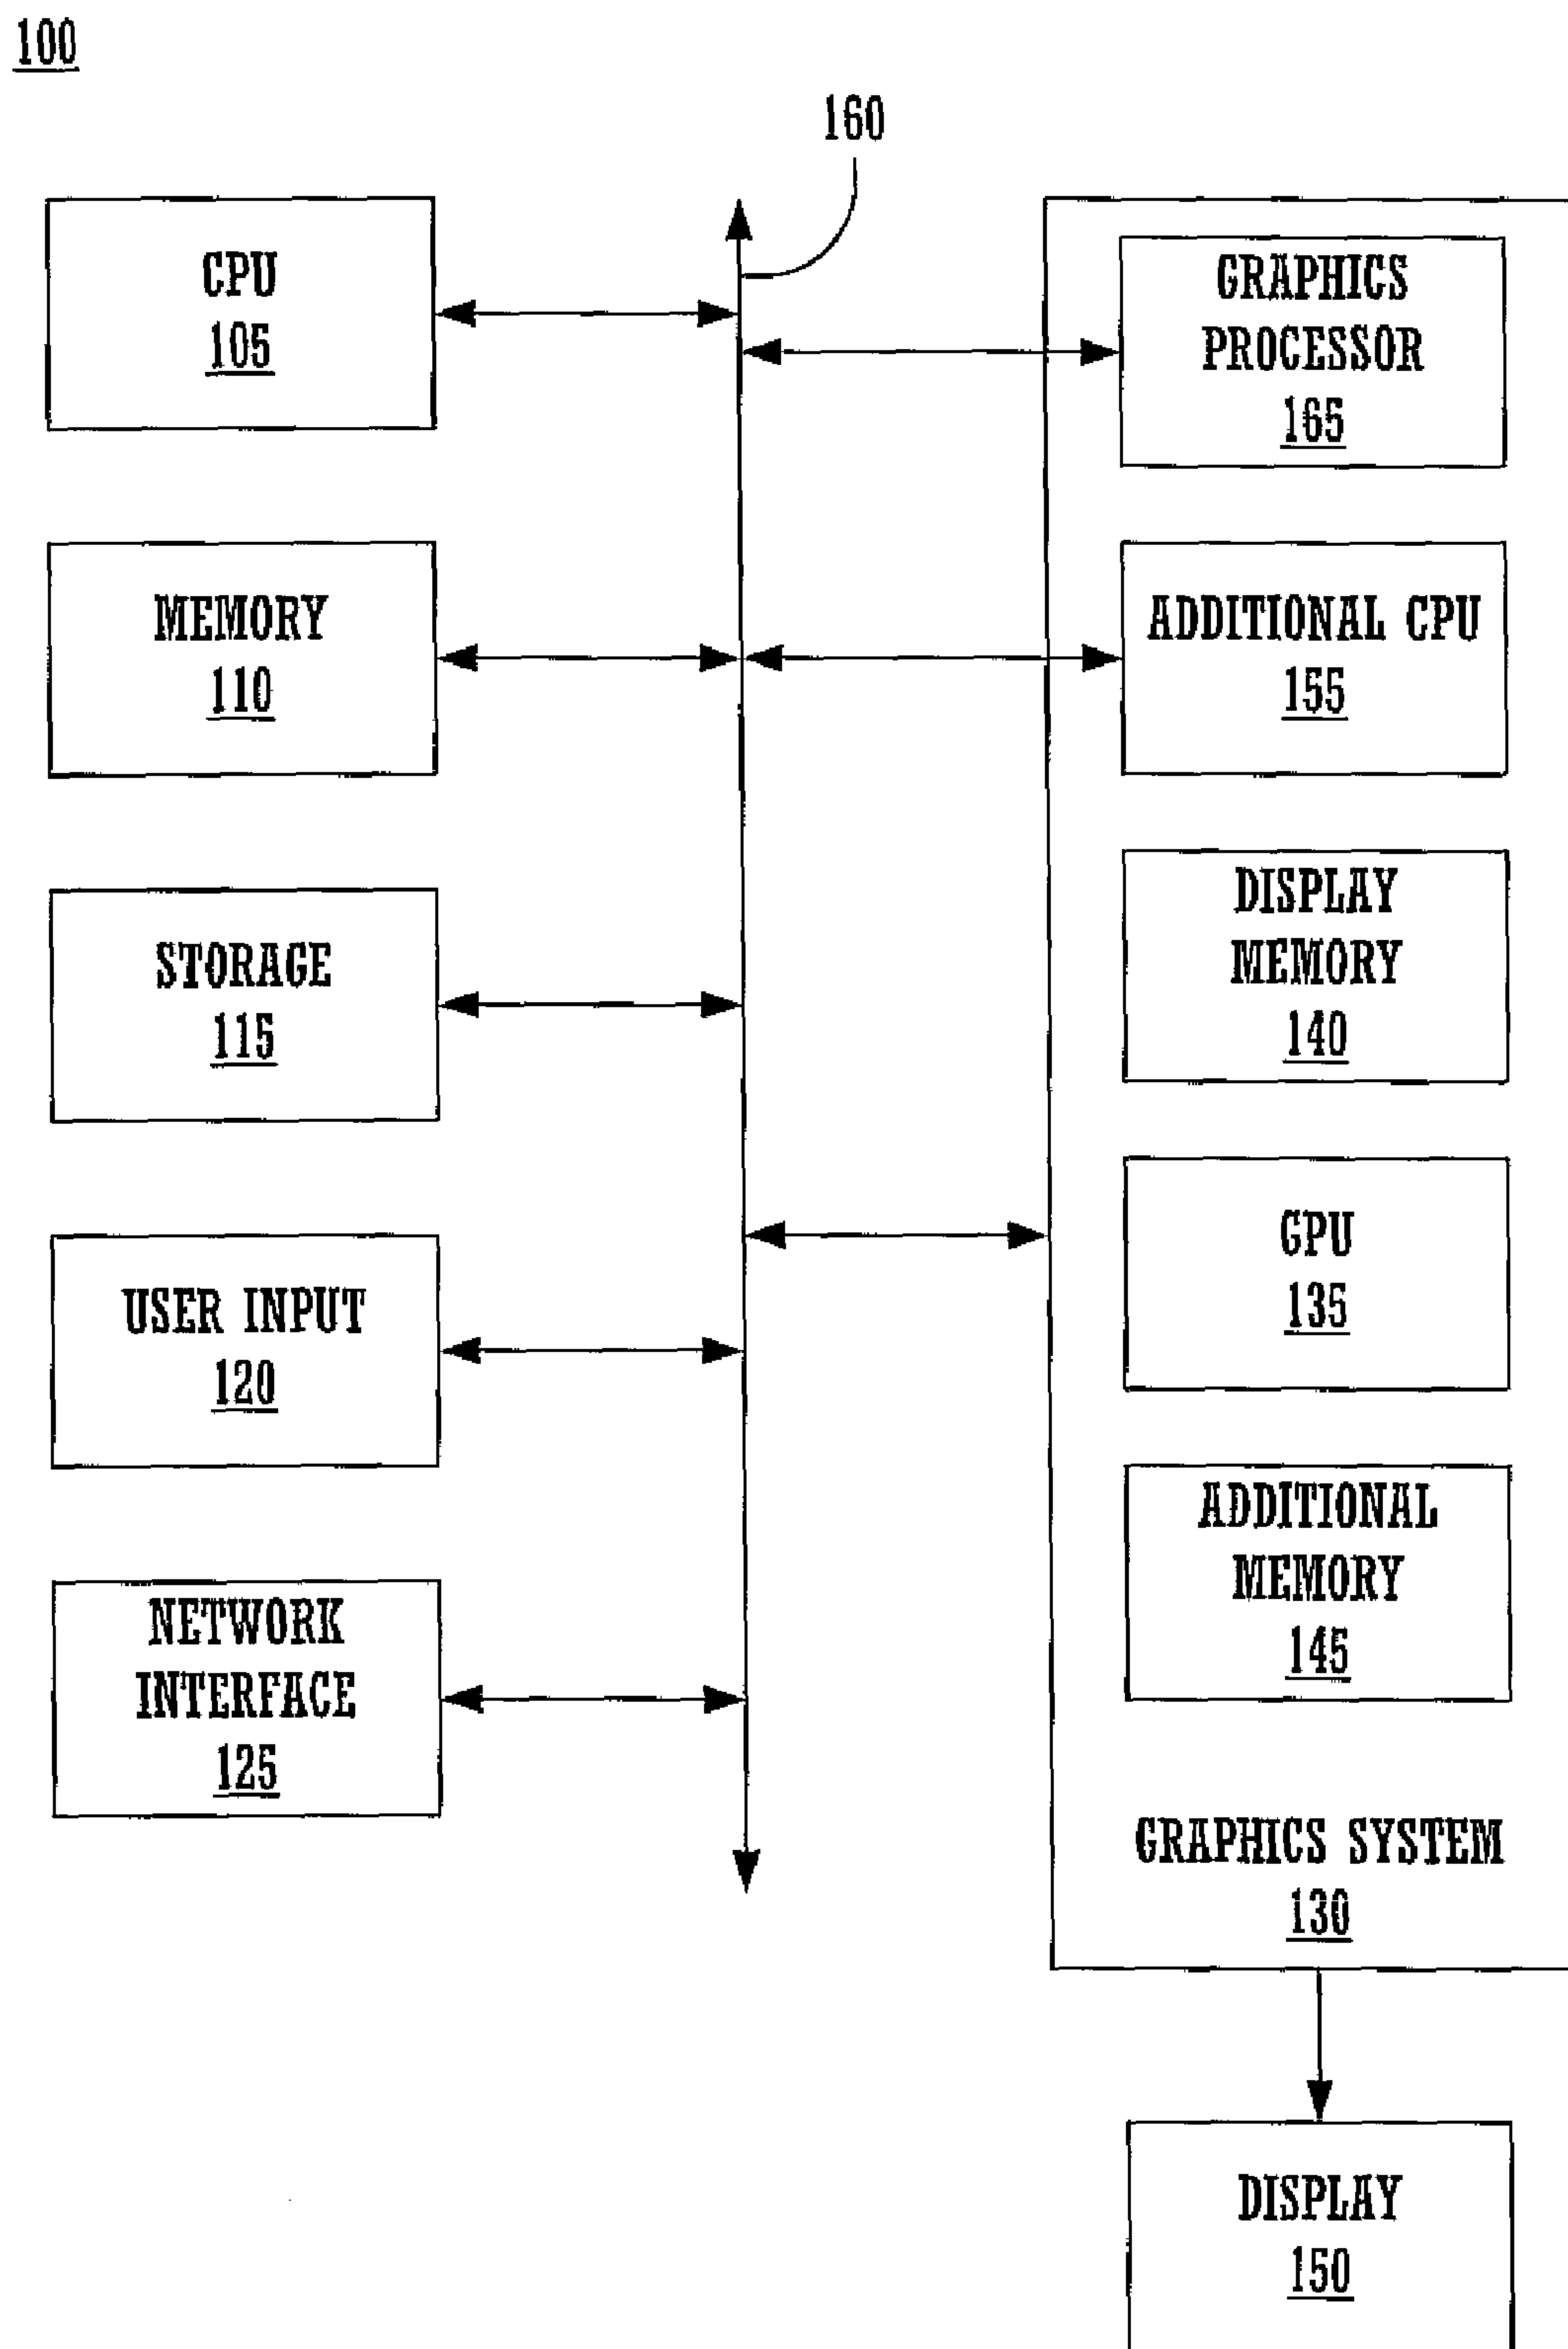 100
160
CPU
105
MEMORY
110
STORAGE
115
USER INPUT
120
NETWORK
INTERFACE
125
GRAPHICS
PROCESSOR
165
ADDITIONAL CPU
155
DISPLAY
MEMORY
140
GPU
135
ADDITIONAL
MEMORY
145
GRAPHICS SYSTEM
130
DISPLAY
150